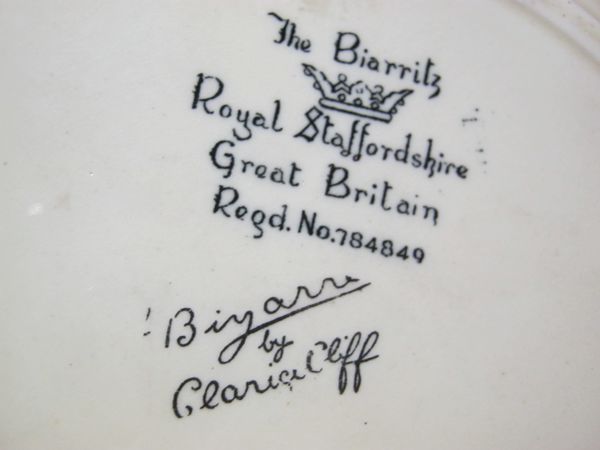 The Biarritz
Royal Staffordshire
Great Britain
Regd. No. 784849
Bizarre
by
Clarice Cliff